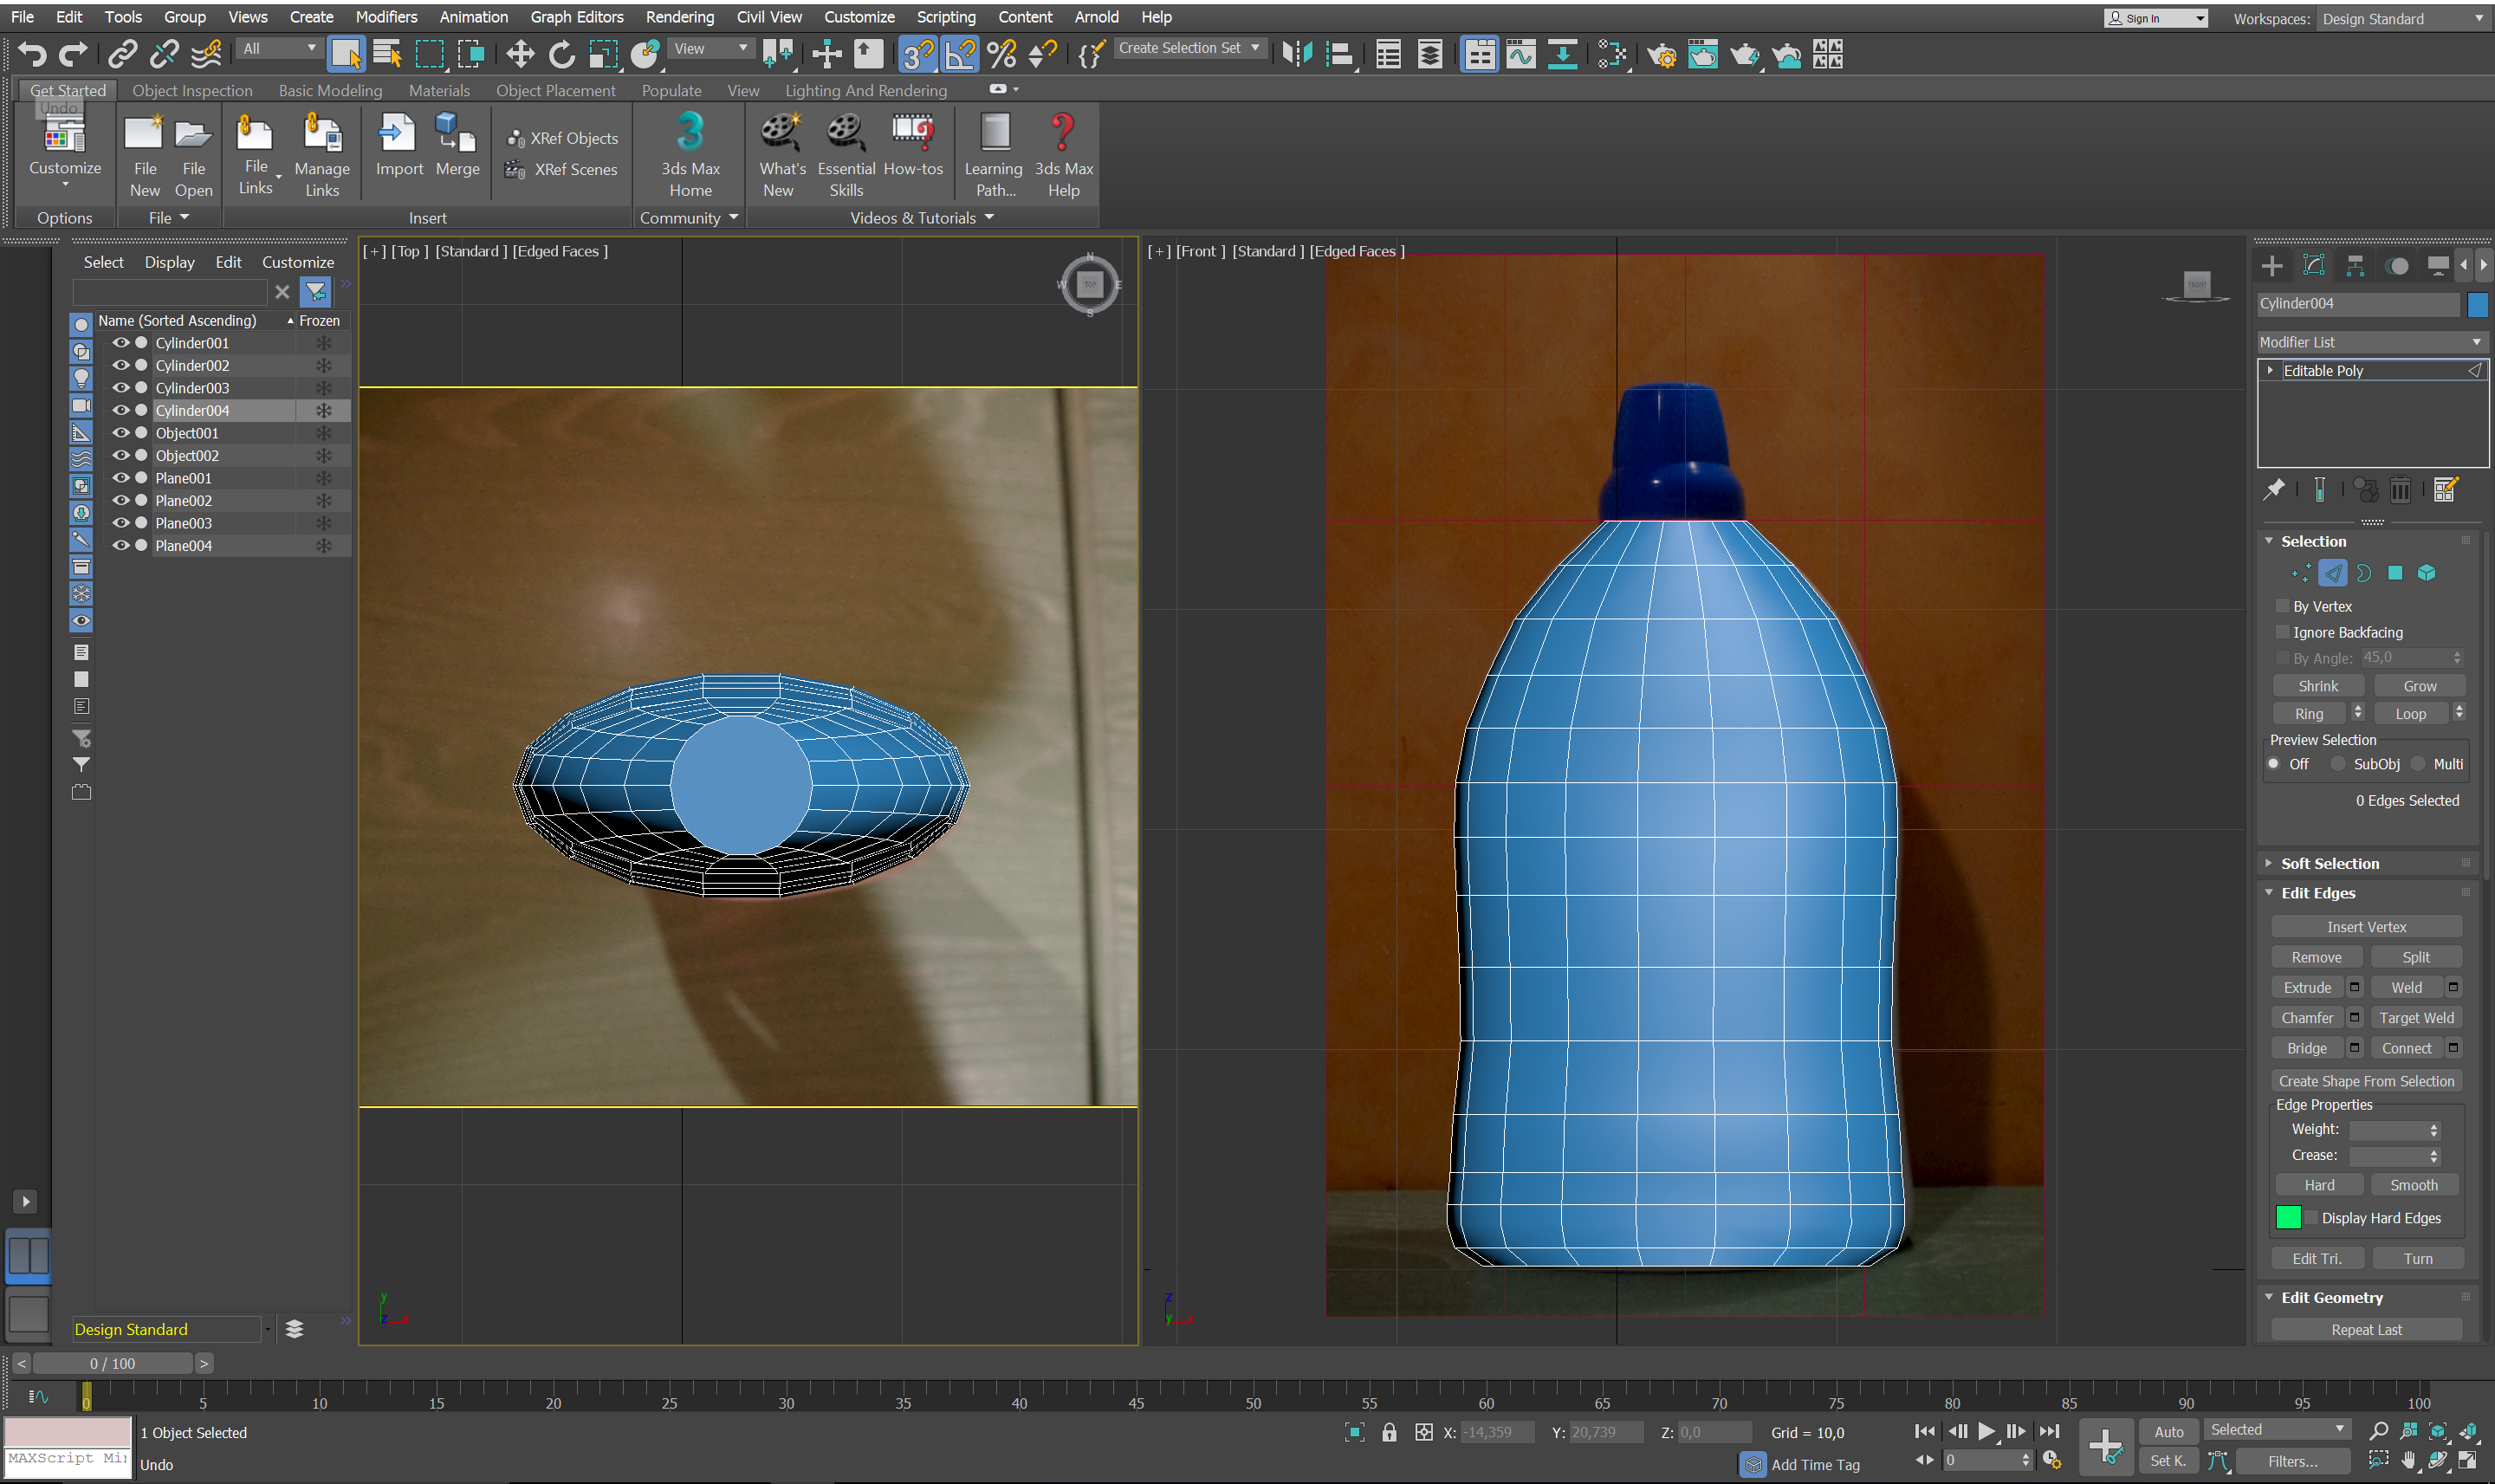 File Edit Tools Group Views Create Modifiers Animation Graph Editors Rendering Civil View Customize Scripting Content Arnold Help Sign In Workspaces: Design Standard
All View 3 Create Selection Set
Get Started Object Inspection Basic Modeling Materials Object Placement Populate View Lighting And Rendering
Undo
Customize File New File Open File Links Manage Links Import Merge XRef Objects XRef Scenes 3ds Max Home What's New Essential Skills How-tos Learning Path... 3ds Max Help
Options File Insert Community Videos & Tutorials
Select Display Edit Customize
Name (Sorted Ascending) Frozen
Cylinder001
Cylinder002
Cylinder003
Cylinder004
Object001
Object002
Plane001
Plane002
Plane003
Plane004
Design Standard
[+] [Top ] [Standard ] [Edged Faces ]
N
W TOP E
S
y
z x
[+] [Front ] [Standard ] [Edged Faces ]
FRONT
z
y x
Cylinder004
Modifier List
Editable Poly
Selection
By Vertex
Ignore Backfacing
By Angle: 45,0
Shrink Grow
Ring Loop
Preview Selection
Off SubObj Multi
0 Edges Selected
Soft Selection
Edit Edges
Insert Vertex
Remove Split
Extrude Weld
Chamfer Target Weld
Bridge Connect
Create Shape From Selection
Edge Properties
Weight:
Crease:
Hard Smooth
Display Hard Edges
Edit Tri. Turn
Edit Geometry
Repeat Last
< 0 / 100 >
0 5 10 15 20 25 30 35 40 45 50 55 60 65 70 75 80 85 90 95 100
1 Object Selected X: -14,359 Y: 20,739 Z: 0,0 Grid = 10,0 Auto Selected
MAXScript Mi
Undo Add Time Tag 0 Set K. Filters...